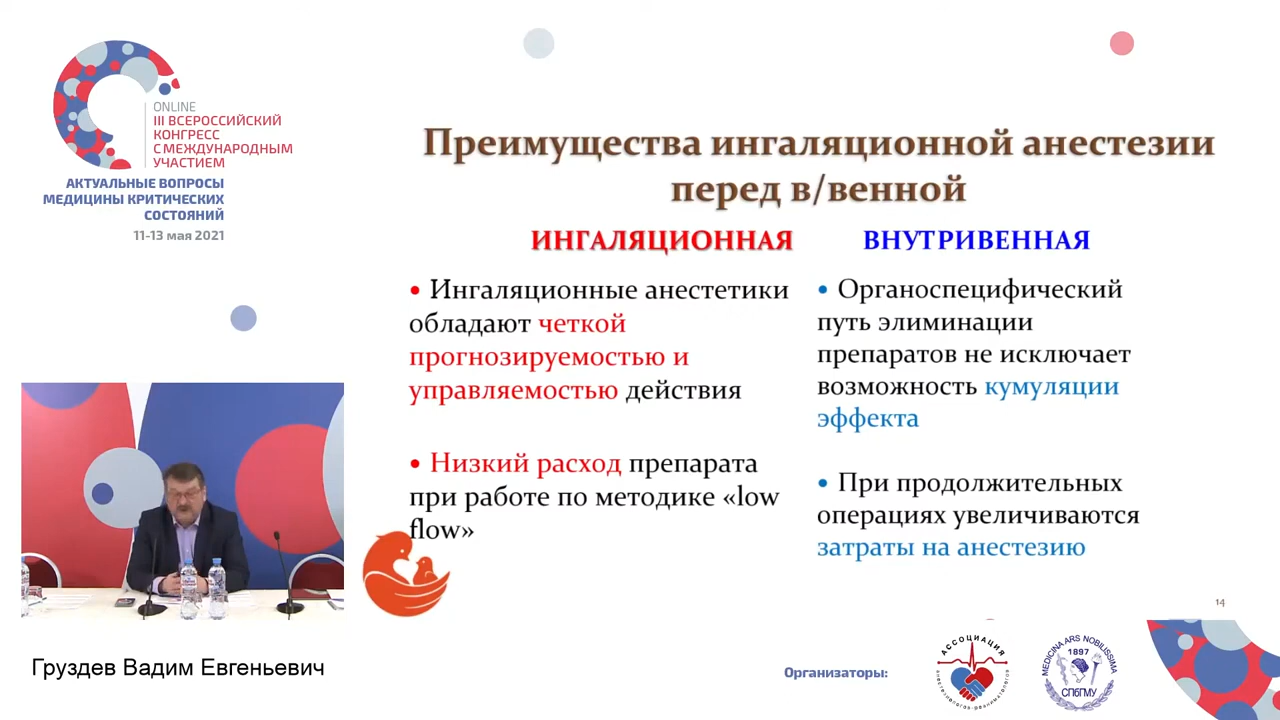 ONLINE
III ВСЕРОССИЙСКИЙ
КОНГРЕСС
С МЕЖДУНАРОДНЫМ
УЧАСТИЕМ
АКТУАЛЬНЫЕ ВОПРОСЫ
МЕДИЦИНЫ КРИТИЧЕСКИХ
СОСТОЯНИЙ
11-13 мая 2021
Преимущества ингаляционной анестезии
перед в/венной
ИНГАЛЯЦИОННАЯ
• Ингаляционные анестетики
обладают четкой
прогнозируемостью и
управляемостью действия
• Низкий расход препарата
при работе по методике «low
flow»
ВНУТРИВЕННАЯ
• Органоспецифический
путь элиминации
препаратов не исключает
возможность кумуляции
эффекта
• При продолжительных
операциях увеличиваются
затраты на анестезию
14
Груздев Вадим Евгеньевич
Организаторы:
АССОЦИАЦИЯ
анестезиологов-реаниматологов
MEDICINA ARS NOBILISSIMA
1897
СПбГМУ